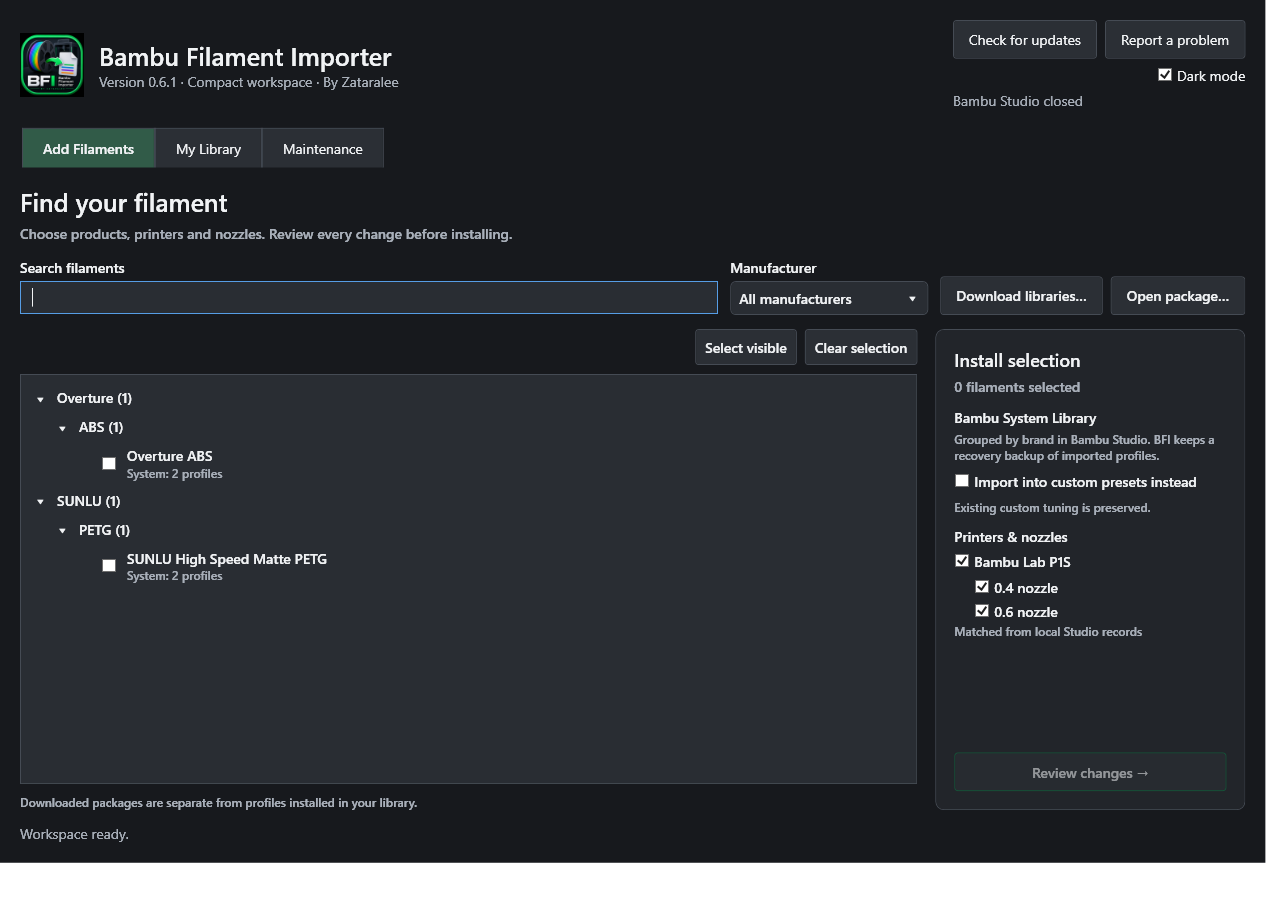 BFI
Bambu
Filament
Importer
Bambu Filament Importer
Version 0.6.1 · Compact workspace · By Zataralee
Check for updates
Report a problem
Dark mode
Bambu Studio closed
Add Filaments
My Library
Maintenance
Find your filament
Choose products, printers and nozzles. Review every change before installing.
Search filaments
Manufacturer
All manufacturers
Download libraries...
Open package...
Select visible
Clear selection
Overture (1)
ABS (1)
Overture ABS
System: 2 profiles
SUNLU (1)
PETG (1)
SUNLU High Speed Matte PETG
System: 2 profiles
Install selection
0 filaments selected
Bambu System Library
Grouped by brand in Bambu Studio. BFI keeps a
recovery backup of imported profiles.
Import into custom presets instead
Existing custom tuning is preserved.
Printers & nozzles
Bambu Lab P1S
0.4 nozzle
0.6 nozzle
Matched from local Studio records
Review changes →
Downloaded packages are separate from profiles installed in your library.
Workspace ready.